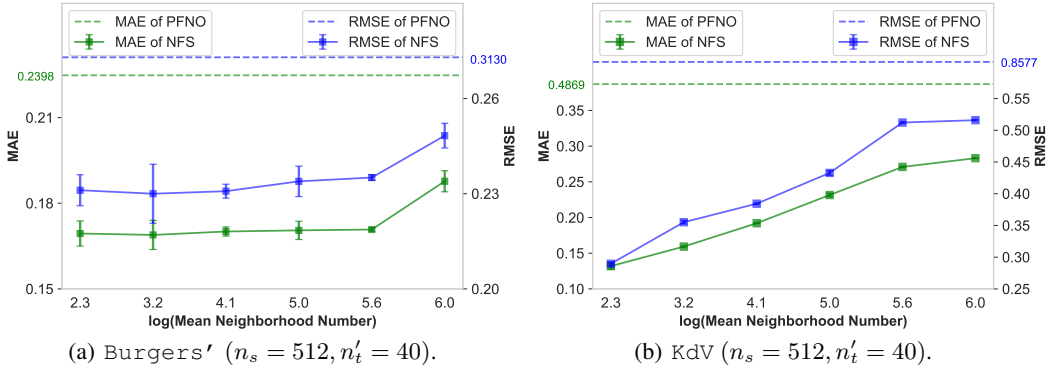 MAE of PFNO
MAE of NFS
RMSE of PFNO
RMSE of NFS
0.2398
0.3130
0.21
0.18
0.15
MAE
0.26
0.23
0.20
RMSE
2.3 3.2 4.1 5.0 5.6 6.0
log(Mean Neighborhood Number)
(a) Burgers′ (n_s = 512, n′_t = 40).
MAE of PFNO
MAE of NFS
RMSE of PFNO
RMSE of NFS
0.4869
0.8577
0.35
0.30
0.25
0.20
0.15
0.10
MAE
0.55
0.50
0.45
0.40
0.35
0.30
0.25
RMSE
2.3 3.2 4.1 5.0 5.6 6.0
log(Mean Neighborhood Number)
(b) KdV (n_s = 512, n′_t = 40).